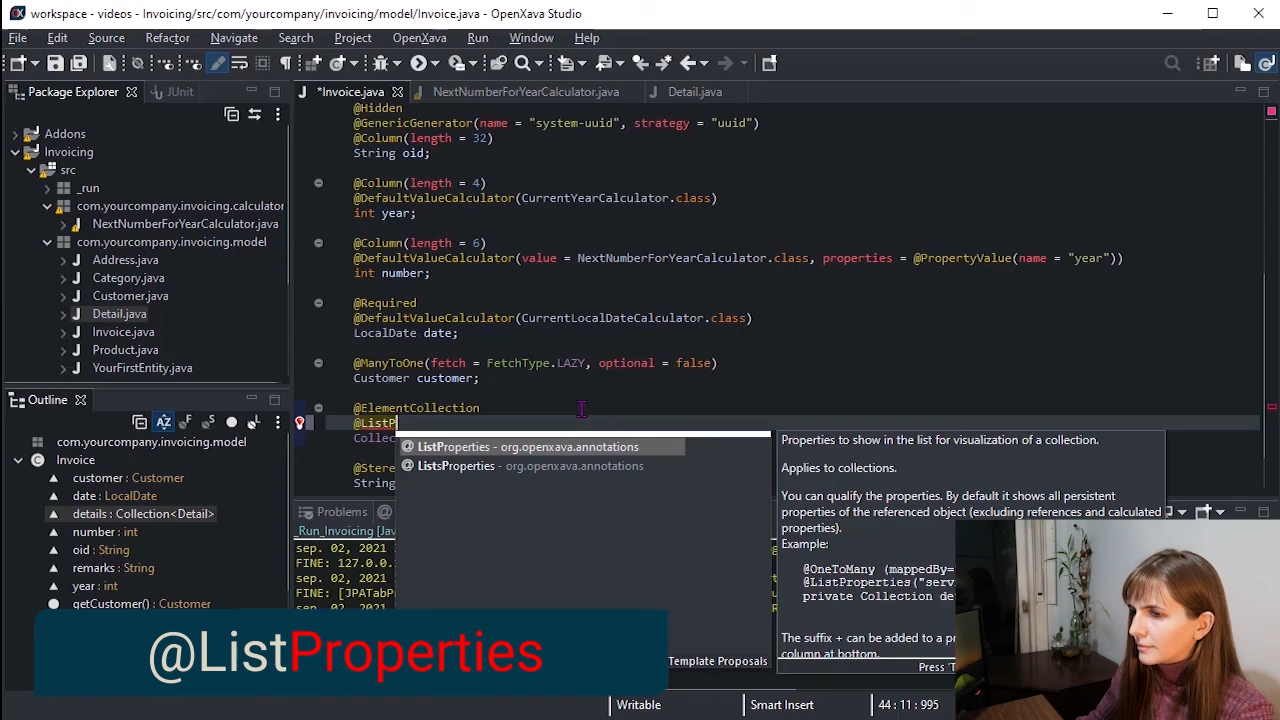 workspace - videos - Invoicing/src/com/yourcompany/invoicing/model/Invoice.java - OpenXava Studio
File Edit Source Refactor Navigate Search Project OpenXava Run Window Help
Package Explorer JUnit
*Invoice.java NextNumberForYearCalculator.java Detail.java
Addons
Invoicing
src
_run
com.yourcompany.invoicing.calculator
NextNumberForYearCalculator.java
com.yourcompany.invoicing.model
Address.java
Category.java
Customer.java
Detail.java
Invoice.java
Product.java
YourFirstEntity.java
@Hidden
@GenericGenerator(name = "system-uuid", strategy = "uuid")
@Column(length = 32)
String oid;
@Column(length = 4)
@DefaultValueCalculator(CurrentYearCalculator.class)
int year;
@Column(length = 6)
@DefaultValueCalculator(value = NextNumberForYearCalculator.class, properties = @PropertyValue(name = "year"))
int number;
@Required
@DefaultValueCalculator(CurrentLocalDateCalculator.class)
LocalDate date;
@ManyToOne(fetch = FetchType.LAZY, optional = false)
Customer customer;
@ElementCollection
@ListP
Collec
@Stere
String
ListProperties - org.openxava.annotations
ListsProperties - org.openxava.annotations
Template Proposals
Properties to show in the list for visualization of a collection.
Applies to collections.
You can qualify the properties. By default it shows all persistent
properties of the referenced object (excluding references and calculated
properties).
Example:
@OneToMany (mappedBy=
@ListProperties("serv
private Collection de
The suffix + can be added to a pr
column at bottom.
Press 'T
Outline
com.yourcompany.invoicing.model
Invoice
customer : Customer
date : LocalDate
details : Collection<Detail>
number : int
oid : String
remarks : String
year : int
getCustomer() : Customer
Problems @
_Run_Invoicing [Jav
sep. 02, 2021
FINE: 127.0.0.
sep. 02, 2021
FINE: [JPATabPr
sep. 02, 2021
@ListProperties
Writable Smart Insert 44 : 11 : 995